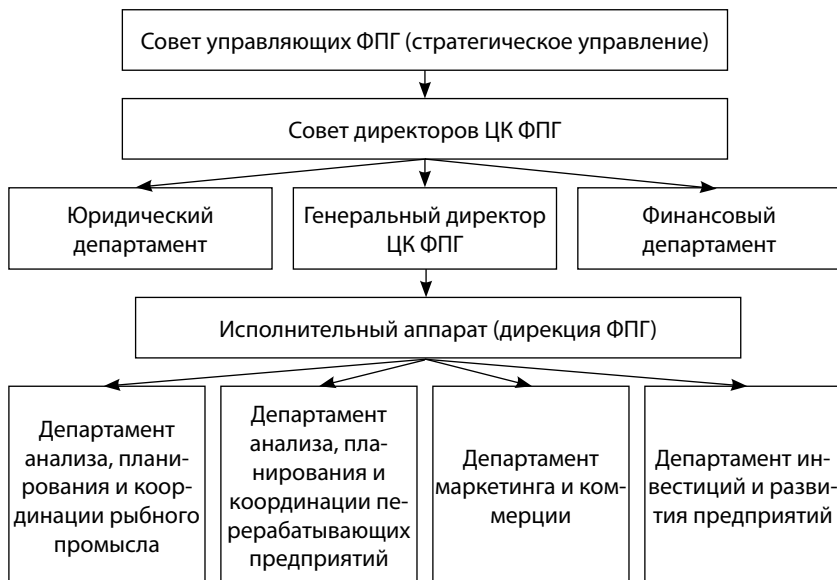 Совет управляющих ФПГ (стратегическое управление)
Совет директоров ЦК ФПГ
Юридический
департамент
Генеральный директор
ЦК ФПГ
Финансовый
департамент
Исполнительный аппарат (дирекция ФПГ)
Департамент
анализа, плани-
рования и коор-
динации рыбного
промысла
Департамент
анализа, пла-
нирования и
координации пе-
рерабатывающих
предприятий
Департамент
маркетинга и ком-
мерции
Департамент ин-
вестиций и разви-
тия предприятий